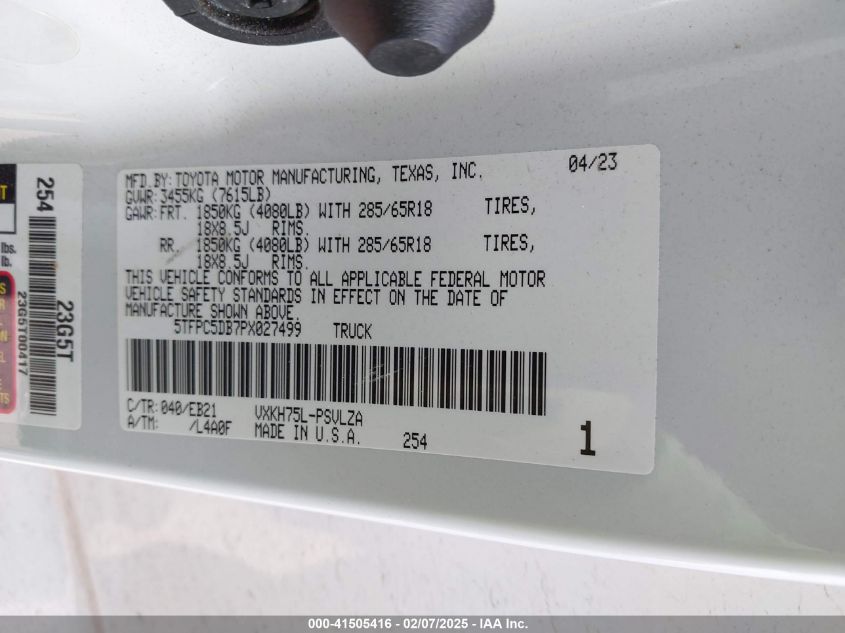 MFD.BY:TOYOTA MOTOR MANUFACTURING, TEXAS, INC. 04/23
GVWR:3455KG (7615LB)
GAWR:FRT. 1850KG (4080LB) WITH 285/65R18 TIRES,
18X8.5J RIMS.
RR. 1850KG (4080LB) WITH 285/65R18 TIRES,
18X8.5J RIMS.
THIS VEHICLE CONFORMS TO ALL APPLICABLE FEDERAL MOTOR
VEHICLE SAFETY STANDARDS IN EFFECT ON THE DATE OF
MANUFACTURE SHOWN ABOVE.
5TFPC5DB7PX027499 TRUCK
C/TR:040/EB21 VXKH75L-PSVLZA
A/TM: /L4A0F MADE IN U.S.A. 254 1
254 23G5T
23G5T00417
lbs.
lb.
000-41505416 - 02/07/2025 - IAA Inc.